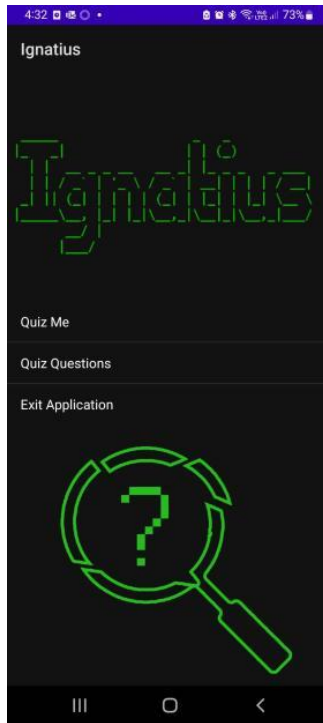 4:32 73%
Ignatius
Ignatius
Quiz Me
Quiz Questions
Exit Application
?